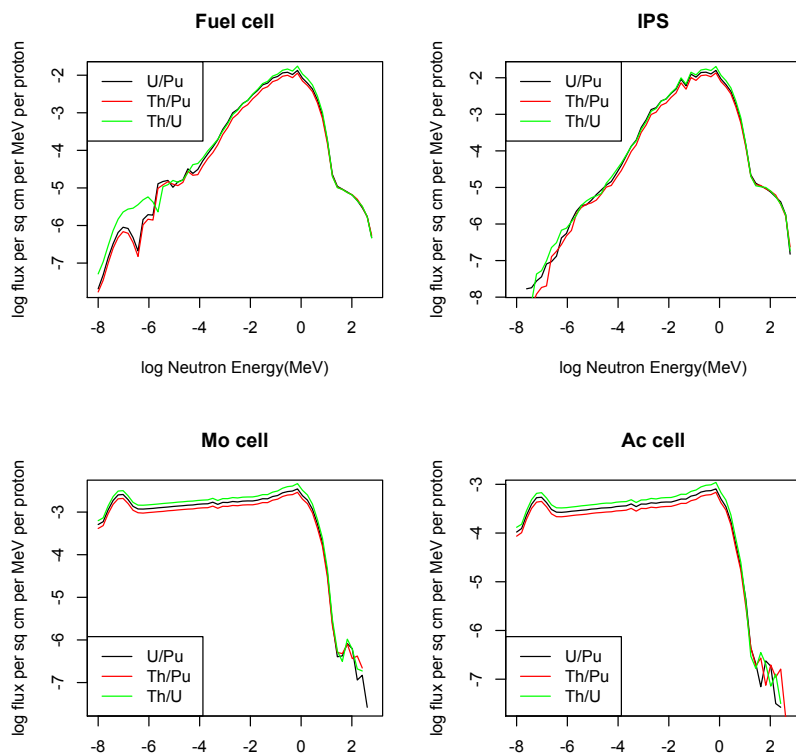 Fuel cell
log flux per sq cm per MeV per proton
-2
-3
-4
-5
-6
-7
U/Pu
Th/Pu
Th/U
-8 -6 -4 -2 0 2
log Neutron Energy(MeV)
IPS
log flux per sq cm per MeV per proton
-2
-3
-4
-5
-6
-7
-8
U/Pu
Th/Pu
Th/U
-8 -6 -4 -2 0 2
log Neutron Energy(MeV)
Mo cell
log flux per sq cm per MeV per proton
-3
-4
-5
-6
-7
U/Pu
Th/Pu
Th/U
-8 -6 -4 -2 0 2
Ac cell
log flux per sq cm per MeV per proton
-3
-4
-5
-6
-7
U/Pu
Th/Pu
Th/U
-8 -6 -4 -2 0 2